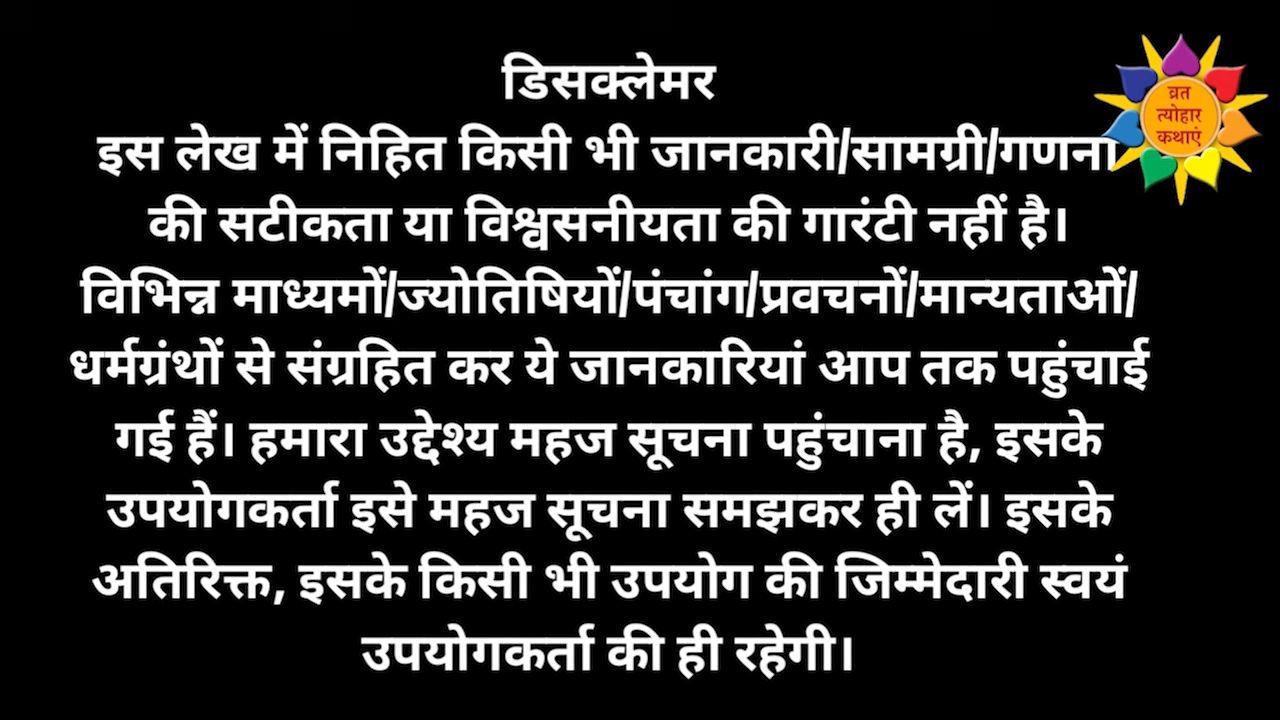 डिसक्लेमर
इस लेख में निहित किसी भी जानकारी/सामग्री/गणना
की सटीकता या विश्वसनीयता की गारंटी नहीं है।
विभिन्न माध्यमों/ज्योतिषियों/पंचांग/प्रवचनों/मान्यताओं/
धर्मग्रंथों से संग्रहित कर ये जानकारियां आप तक पहुंचाई
गई हैं। हमारा उद्देश्य महज सूचना पहुंचाना है, इसके
उपयोगकर्ता इसे महज सूचना समझकर ही लें। इसके
अतिरिक्त, इसके किसी भी उपयोग की जिम्मेदारी स्वयं
उपयोगकर्ता की ही रहेगी।
व्रत
त्योहार
कथाएं